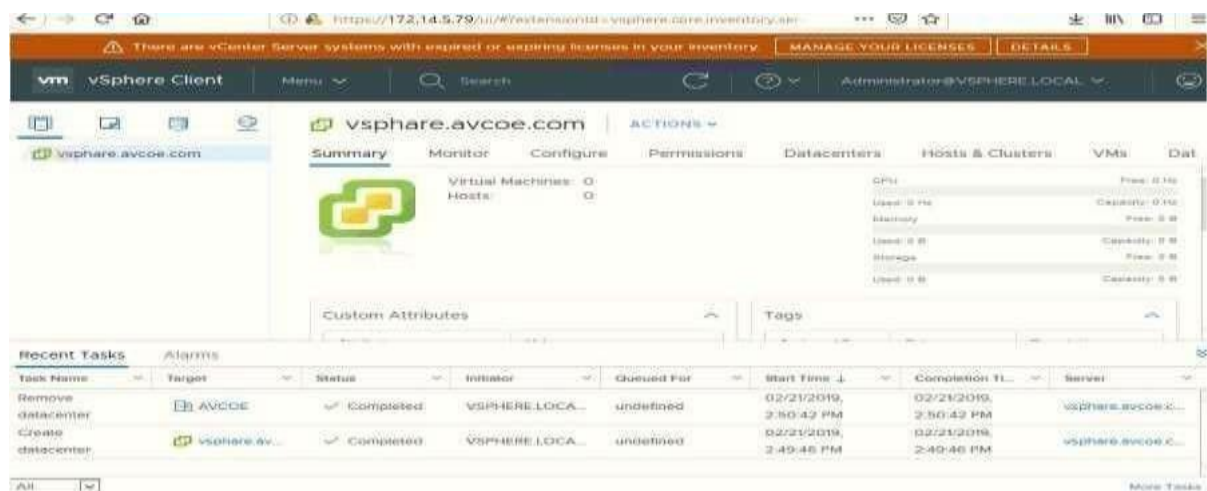 https://172.14.5.79/ui/#?extensionId=vsphere.core.inventory.ser
There are vCenter Server systems with expired or expiring licenses in your inventory. MANAGE YOUR LICENSES DETAILS
vm vSphere Client Menu Search Administrator@VSPHERE.LOCAL
vsphare.avcoe.com ACTIONS
vsphare.avcoe.com
Summary Monitor Configure Permissions Datacenters Hosts & Clusters VMs Dat
Virtual Machines: 0
Hosts: 0
CPU Free: 0 Hz
Used: 0 Hz Capacity: 0 Hz
Memory Free: 0 B
Used: 0 B Capacity: 0 B
Storage Free: 0 B
Used: 0 B Capacity: 0 B
Custom Attributes Tags
Recent Tasks Alarms
Task Name Target Status Initiator Queued For Start Time Completion Ti... Server
Remove datacenter AVCOE Completed VSPHERE.LOCA... undefined 02/21/2019, 2:50:42 PM 02/21/2019, 2:50:42 PM vsphare.avcoe.c...
Create datacenter vsphare.av... Completed VSPHERE.LOCA... undefined 02/21/2019, 2:49:46 PM 02/21/2019, 2:49:46 PM vsphare.avcoe.c...
All More Tasks